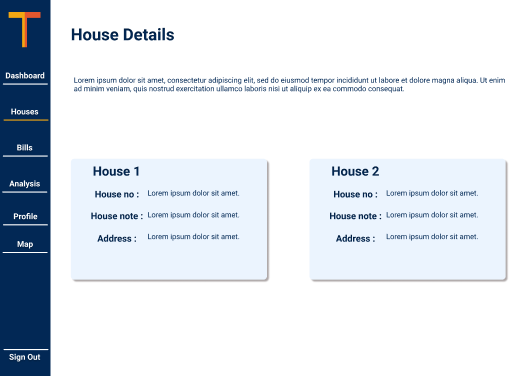 House Details
Dashboard
Houses
Bills
Analysis
Profile
Map
Sign Out
Lorem ipsum dolor sit amet, consectetur adipiscing elit, sed do eiusmod tempor incididunt ut labore et dolore magna aliqua. Ut enim
ad minim veniam, quis nostrud exercitation ullamco laboris nisi ut aliquip ex ea commodo consequat.
House 1
House no : Lorem ipsum dolor sit amet.
House note : Lorem ipsum dolor sit amet.
Address : Lorem ipsum dolor sit amet.
House 2
House no : Lorem ipsum dolor sit amet.
House note : Lorem ipsum dolor sit amet.
Address : Lorem ipsum dolor sit amet.